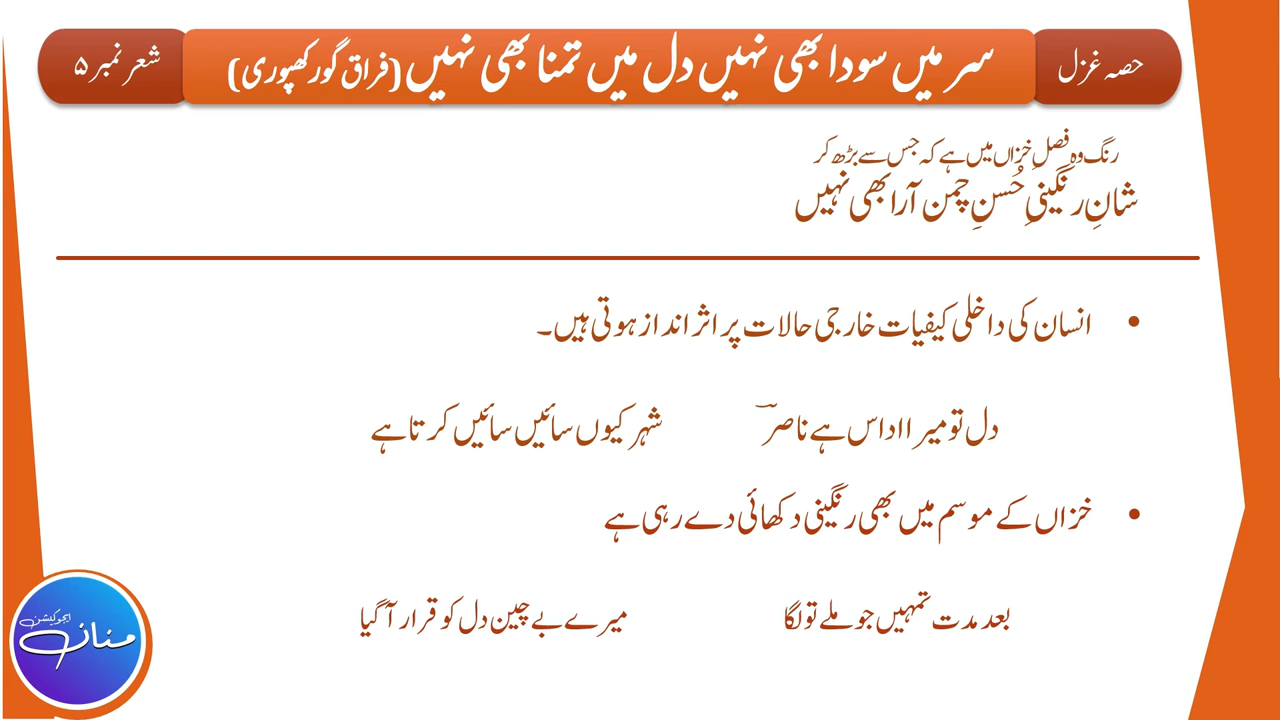 حصہ غزل
سر میں سودا بھی نہیں دل میں تمنا بھی نہیں (فراق گورکھپوری)
شعر نمبر ۵
رنگ وہ فصلِ خزاں میں ہے کہ جس سے بڑھ کر
شانِ رنگینیِ حُسنِ چمن آرا بھی نہیں
• انسان کی داخلی کیفیات خارجی حالات پر اثر انداز ہوتی ہیں۔
دل تو میرا اداس ہے ناصرؔ شہر کیوں سائیں سائیں کرتا ہے
• خزاں کے موسم میں بھی رنگینی دکھائی دے رہی ہے
بعد مدت تمہیں جو ملے تو لگا میرے بے چین دل کو قرار آگیا
ایجوکیشن
منان